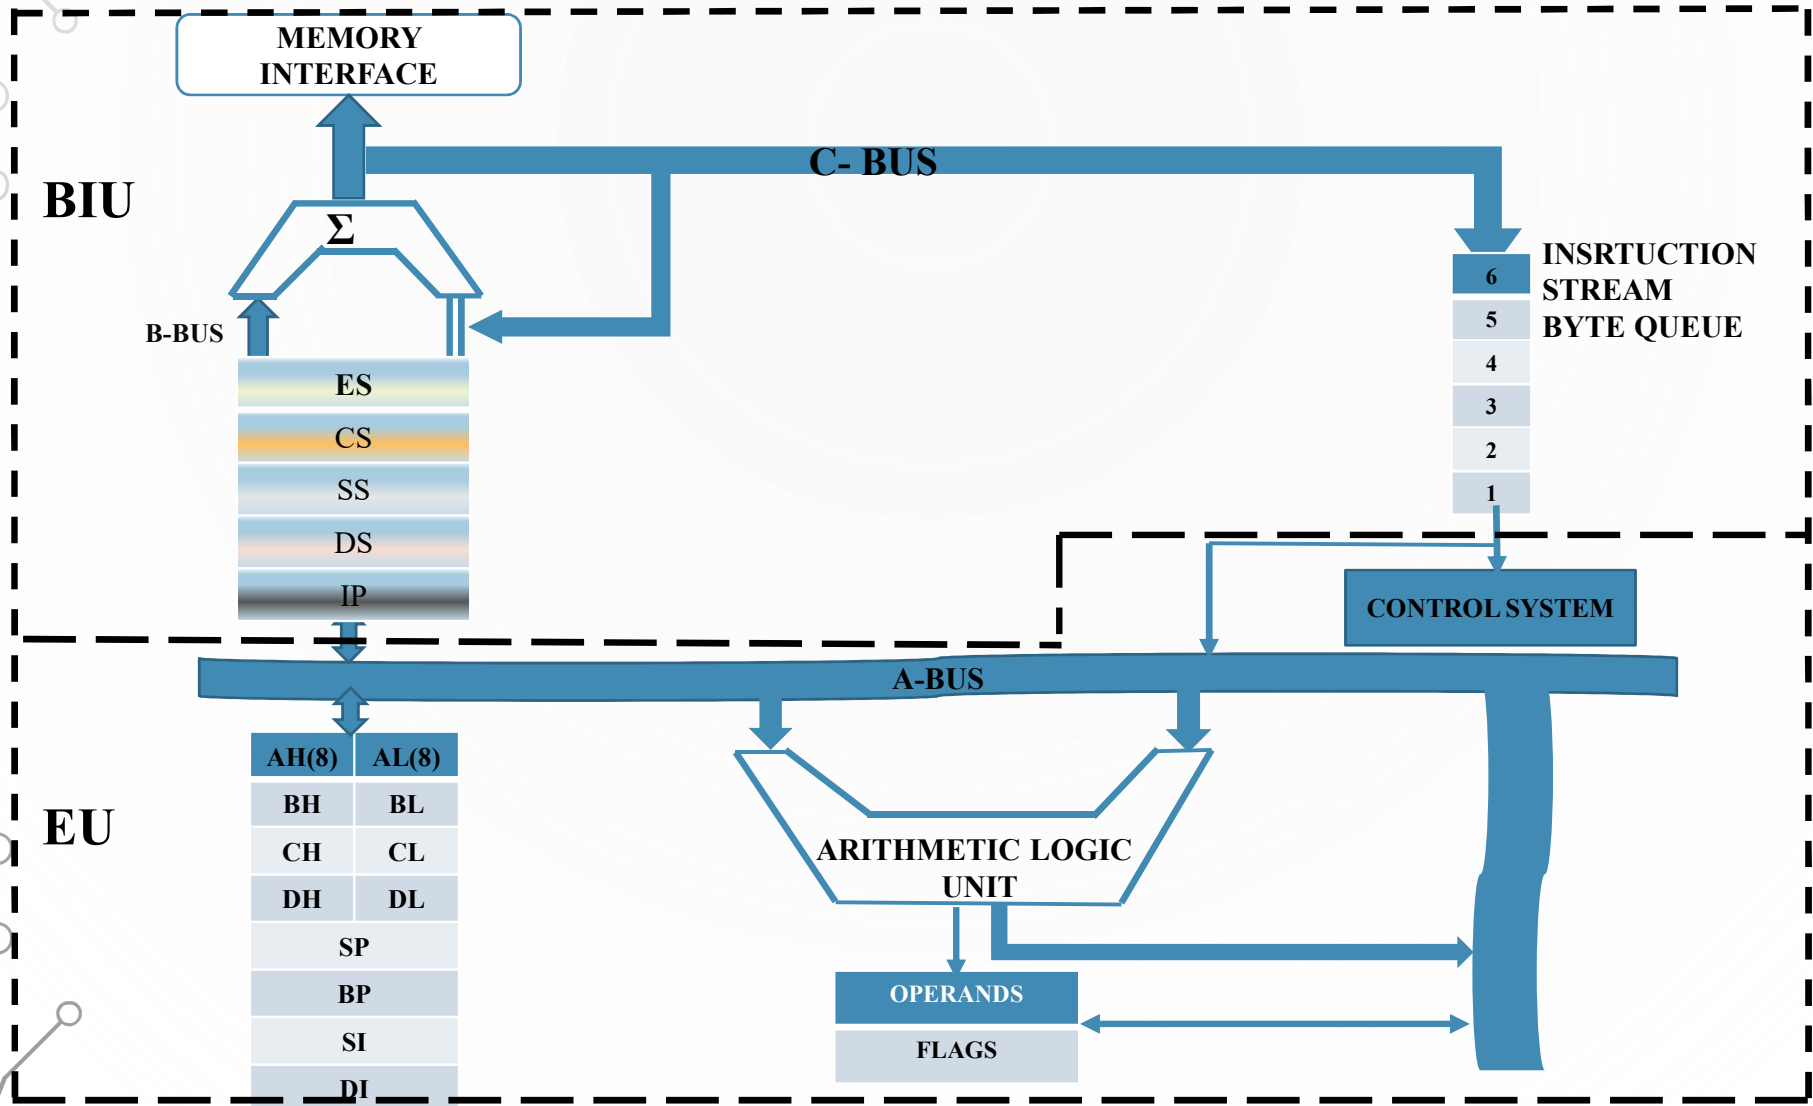 MEMORY
INTERFACE
C- BUS
BIU
Σ
INSRTUCTION
STREAM
BYTE QUEUE
6
5
4
3
2
1
B-BUS
ES
CS
SS
DS
IP
CONTROL SYSTEM
A-BUS
EU
AH(8) AL(8)
BH BL
CH CL
DH DL
SP
BP
SI
DI
ARITHMETIC LOGIC
UNIT
OPERANDS
FLAGS